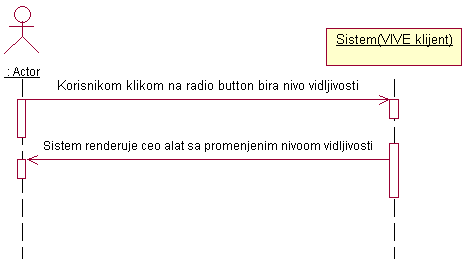 Sistem(VIVE klijent)
: Actor
Korisnikom klikom na radio button bira nivo vidljivosti
Sistem renderuje ceo alat sa promenjenim nivoom vidljivosti